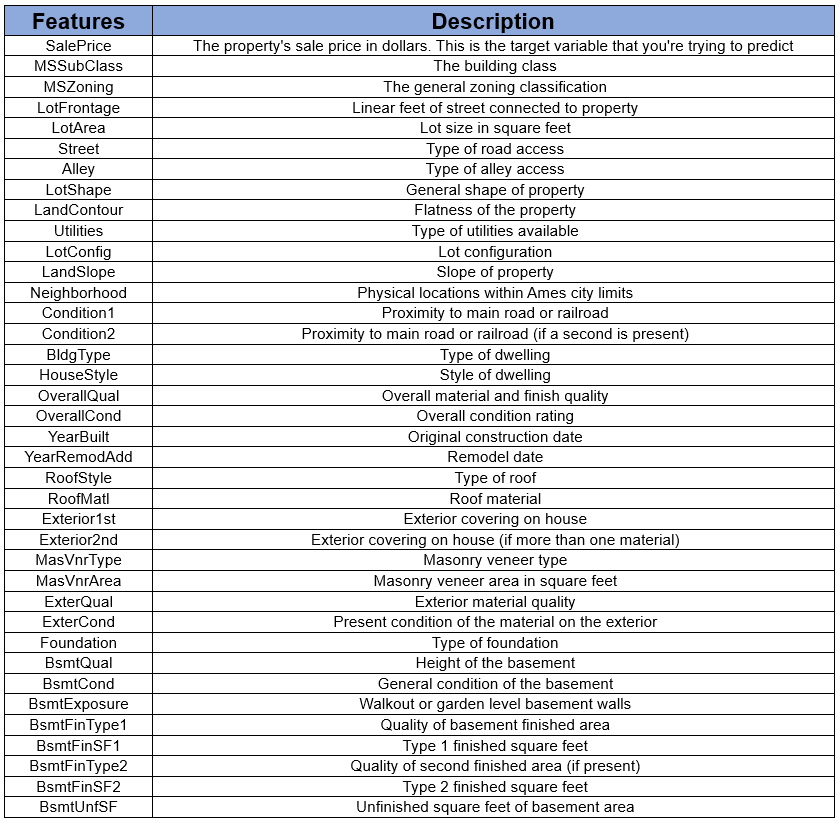 Features Description
SalePrice The property's sale price in dollars. This is the target variable that you're trying to predict
MSSubClass The building class
MSZoning The general zoning classification
LotFrontage Linear feet of street connected to property
LotArea Lot size in square feet
Street Type of road access
Alley Type of alley access
LotShape General shape of property
LandContour Flatness of the property
Utilities Type of utilities available
LotConfig Lot configuration
LandSlope Slope of property
Neighborhood Physical locations within Ames city limits
Condition1 Proximity to main road or railroad
Condition2 Proximity to main road or railroad (if a second is present)
BldgType Type of dwelling
HouseStyle Style of dwelling
OverallQual Overall material and finish quality
OverallCond Overall condition rating
YearBuilt Original construction date
YearRemodAdd Remodel date
RoofStyle Type of roof
RoofMatl Roof material
Exterior1st Exterior covering on house
Exterior2nd Exterior covering on house (if more than one material)
MasVnrType Masonry veneer type
MasVnrArea Masonry veneer area in square feet
ExterQual Exterior material quality
ExterCond Present condition of the material on the exterior
Foundation Type of foundation
BsmtQual Height of the basement
BsmtCond General condition of the basement
BsmtExposure Walkout or garden level basement walls
BsmtFinType1 Quality of basement finished area
BsmtFinSF1 Type 1 finished square feet
BsmtFinType2 Quality of second finished area (if present)
BsmtFinSF2 Type 2 finished square feet
BsmtUnfSF Unfinished square feet of basement area